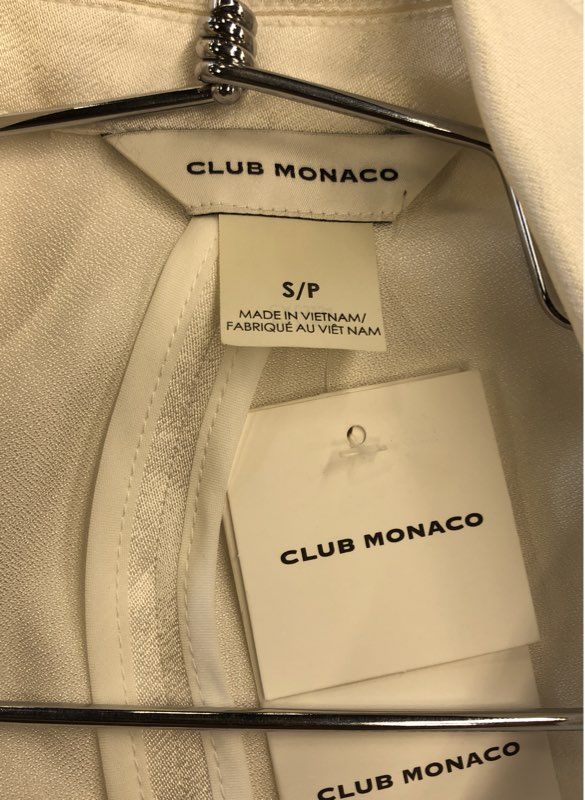 CLUB MONACO
S/P
MADE IN VIETNAM/
FABRIQUÉ AU VIÊT NAM
CLUB MONACO
CLUB MONACO